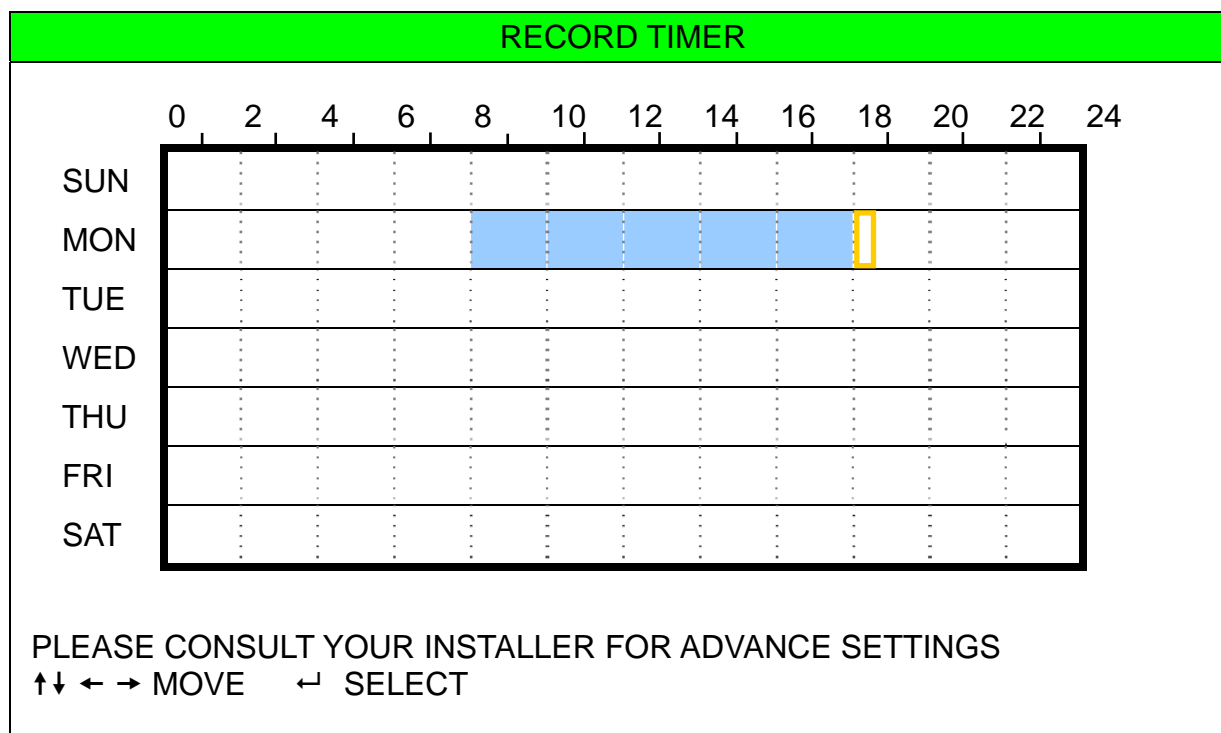 RECORD TIMER
0 2 4 6 8 10 12 14 16 18 20 22 24
SUN
MON
TUE
WED
THU
FRI
SAT
PLEASE CONSULT YOUR INSTALLER FOR ADVANCE SETTINGS
↑↓ ← → MOVE ↵ SELECT